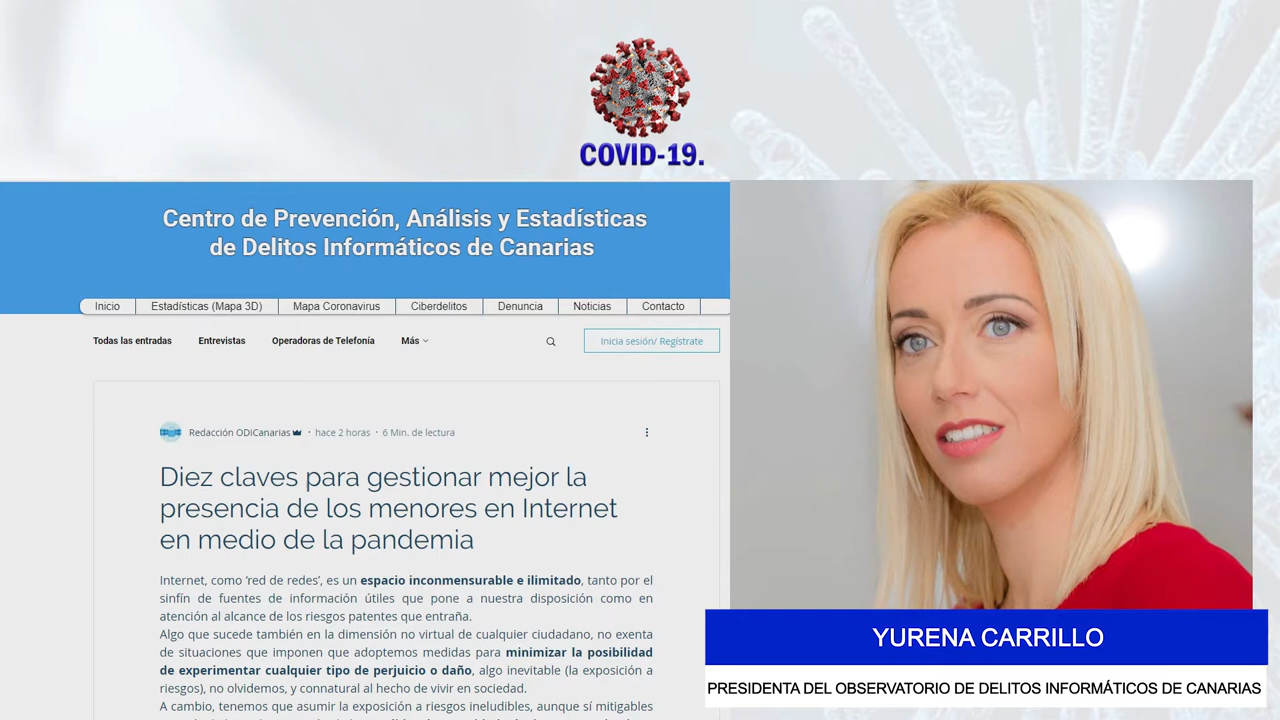 COVID-19.
Centro de Prevención, Análisis y Estadísticas
de Delitos Informáticos de Canarias
Inicio
Estadísticas (Mapa 3D)
Mapa Coronavirus
Ciberdelitos
Denuncia
Noticias
Contacto
Todas las entradas
Entrevistas
Operadoras de Telefonía
Más
Inicia sesión/ Regístrate
Redacción ODICanarias · hace 2 horas · 6 Min. de lectura
Diez claves para gestionar mejor la
presencia de los menores en Internet
en medio de la pandemia
Internet, como ‘red de redes’, es un espacio inconmensurable e ilimitado, tanto por el
sinfín de fuentes de información útiles que pone a nuestra disposición como en
atención al alcance de los riesgos patentes que entraña.
Algo que sucede también en la dimensión no virtual de cualquier ciudadano, no exenta
de situaciones que implican que adoptemos medidas para minimizar la posibilidad
de experimentar cualquier tipo de perjuicio o daño, algo inevitable (la exposición a
riesgos), no olvidemos, y connatural al hecho de vivir en sociedad.
A cambio, tenemos que asumir la exposición a riesgos ineludibles, aunque sí mitigables
YURENA CARRILLO
PRESIDENTA DEL OBSERVATORIO DE DELITOS INFORMÁTICOS DE CANARIAS